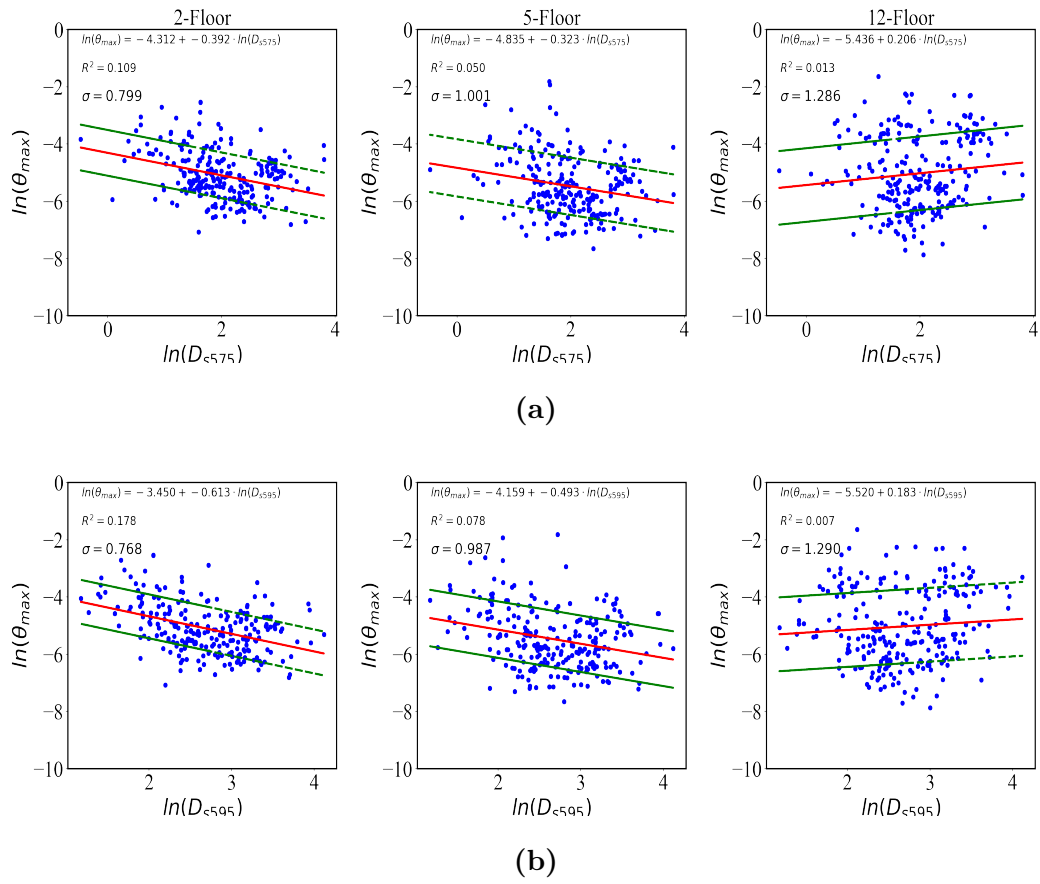 2-Floor 5-Floor 12-Floor
ln(θmax) = −4.312 + −0.392 · ln(Ds575) ln(θmax) = −4.835 + −0.323 · ln(Ds575) ln(θmax) = −5.436 + 0.206 · ln(Ds575)
R² = 0.109 R² = 0.050 R² = 0.013
σ = 0.799 σ = 1.001 σ = 1.286
ln(θmax) ln(θmax) ln(θmax)
0 0 0
−2 −2 −2
−4 −4 −4
−6 −6 −6
−8 −8 −8
−10 −10 −10
0 2 4 0 2 4 0 2 4
ln(Ds575) ln(Ds575) ln(Ds575)
(a)
ln(θmax) = −3.450 + −0.613 · ln(Ds595) ln(θmax) = −4.159 + −0.493 · ln(Ds595) ln(θmax) = −5.520 + 0.183 · ln(Ds595)
R² = 0.178 R² = 0.078 R² = 0.007
σ = 0.768 σ = 0.987 σ = 1.290
ln(θmax) ln(θmax) ln(θmax)
0 0 0
−2 −2 −2
−4 −4 −4
−6 −6 −6
−8 −8 −8
−10 −10 −10
2 3 4 2 3 4 2 3 4
ln(Ds595) ln(Ds595) ln(Ds595)
(b)